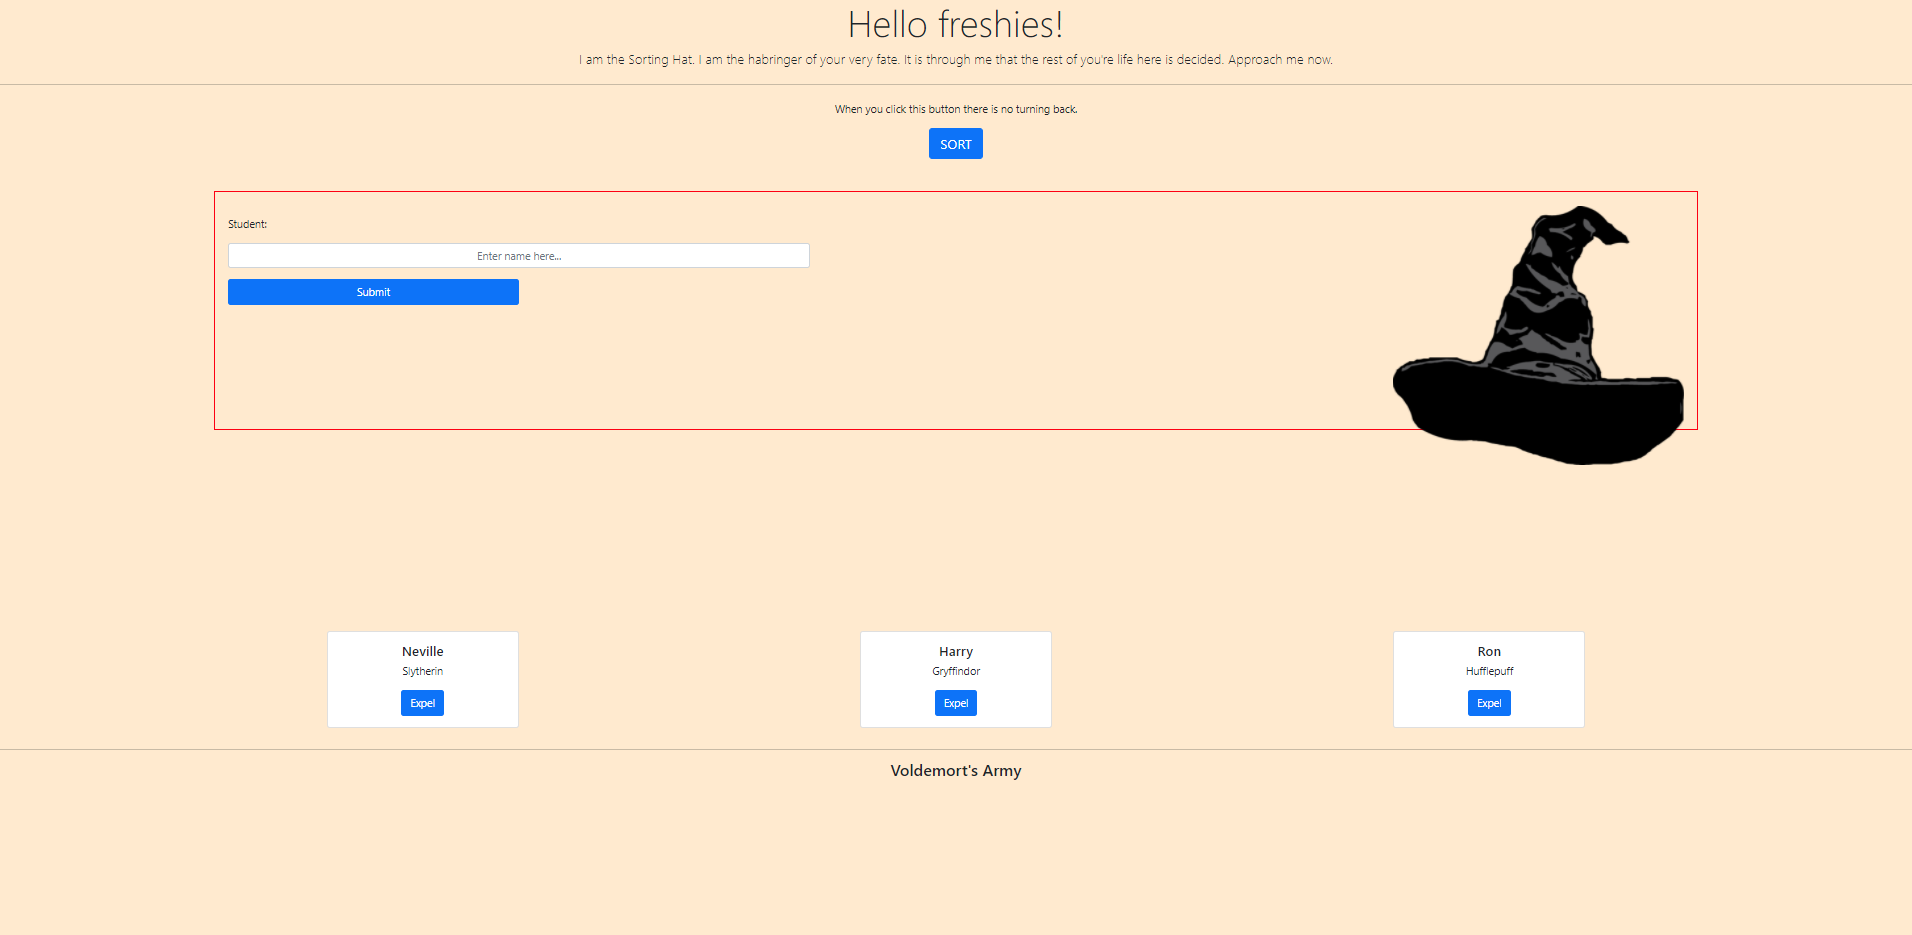 Hello freshies!
I am the Sorting Hat. I am the habringer of your very fate. It is through me that the rest of you're life here is decided. Approach me now.
When you click this button there is no turning back.
SORT
Student:
Enter name here...
Submit
Neville
Slytherin
Expel
Harry
Gryffindor
Expel
Ron
Hufflepuff
Expel
Voldemort's Army